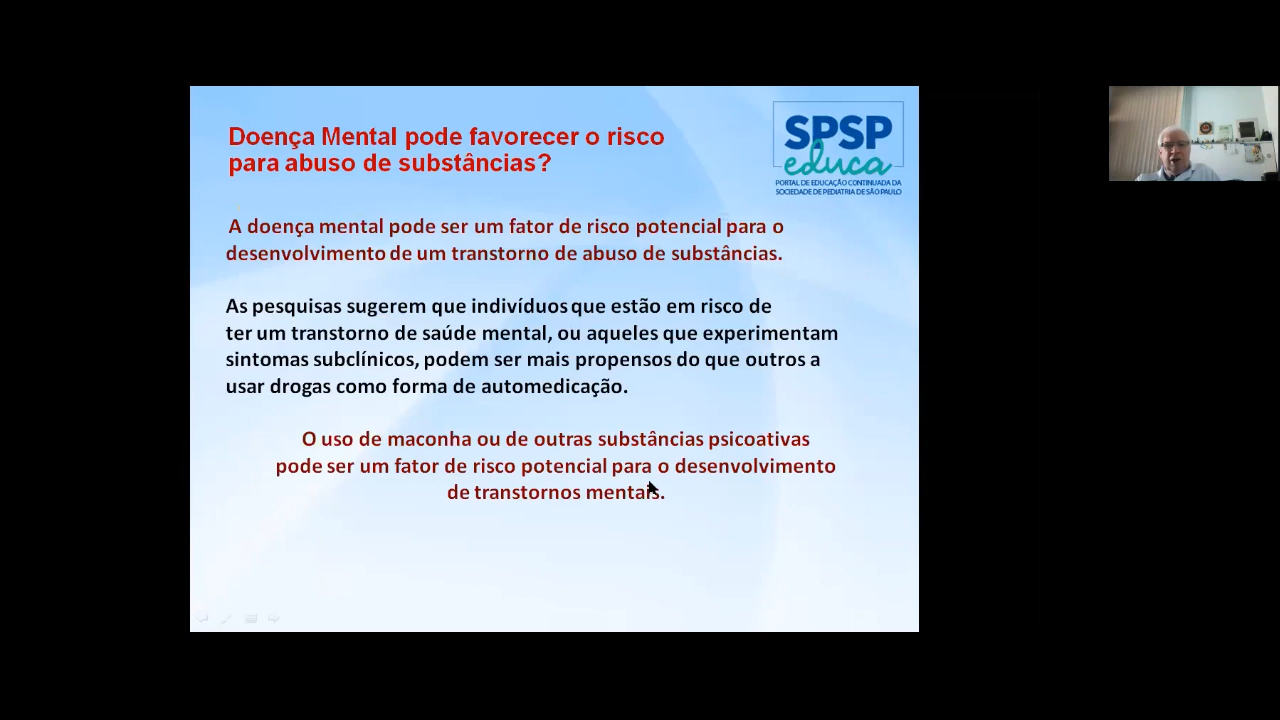 Doença Mental pode favorecer o risco
para abuso de substâncias?
SPSP
educa
PORTAL DE EDUCAÇÃO CONTINUADA DA
SOCIEDADE DE PEDIATRIA DE SÃO PAULO
A doença mental pode ser um fator de risco potencial para o
desenvolvimento de um transtorno de abuso de substâncias.
As pesquisas sugerem que indivíduos que estão em risco de
ter um transtorno de saúde mental, ou aqueles que experimentam
sintomas subclínicos, podem ser mais propensos do que outros a
usar drogas como forma de automedicação.
O uso de maconha ou de outras substâncias psicoativas
pode ser um fator de risco potencial para o desenvolvimento
de transtornos mentais.